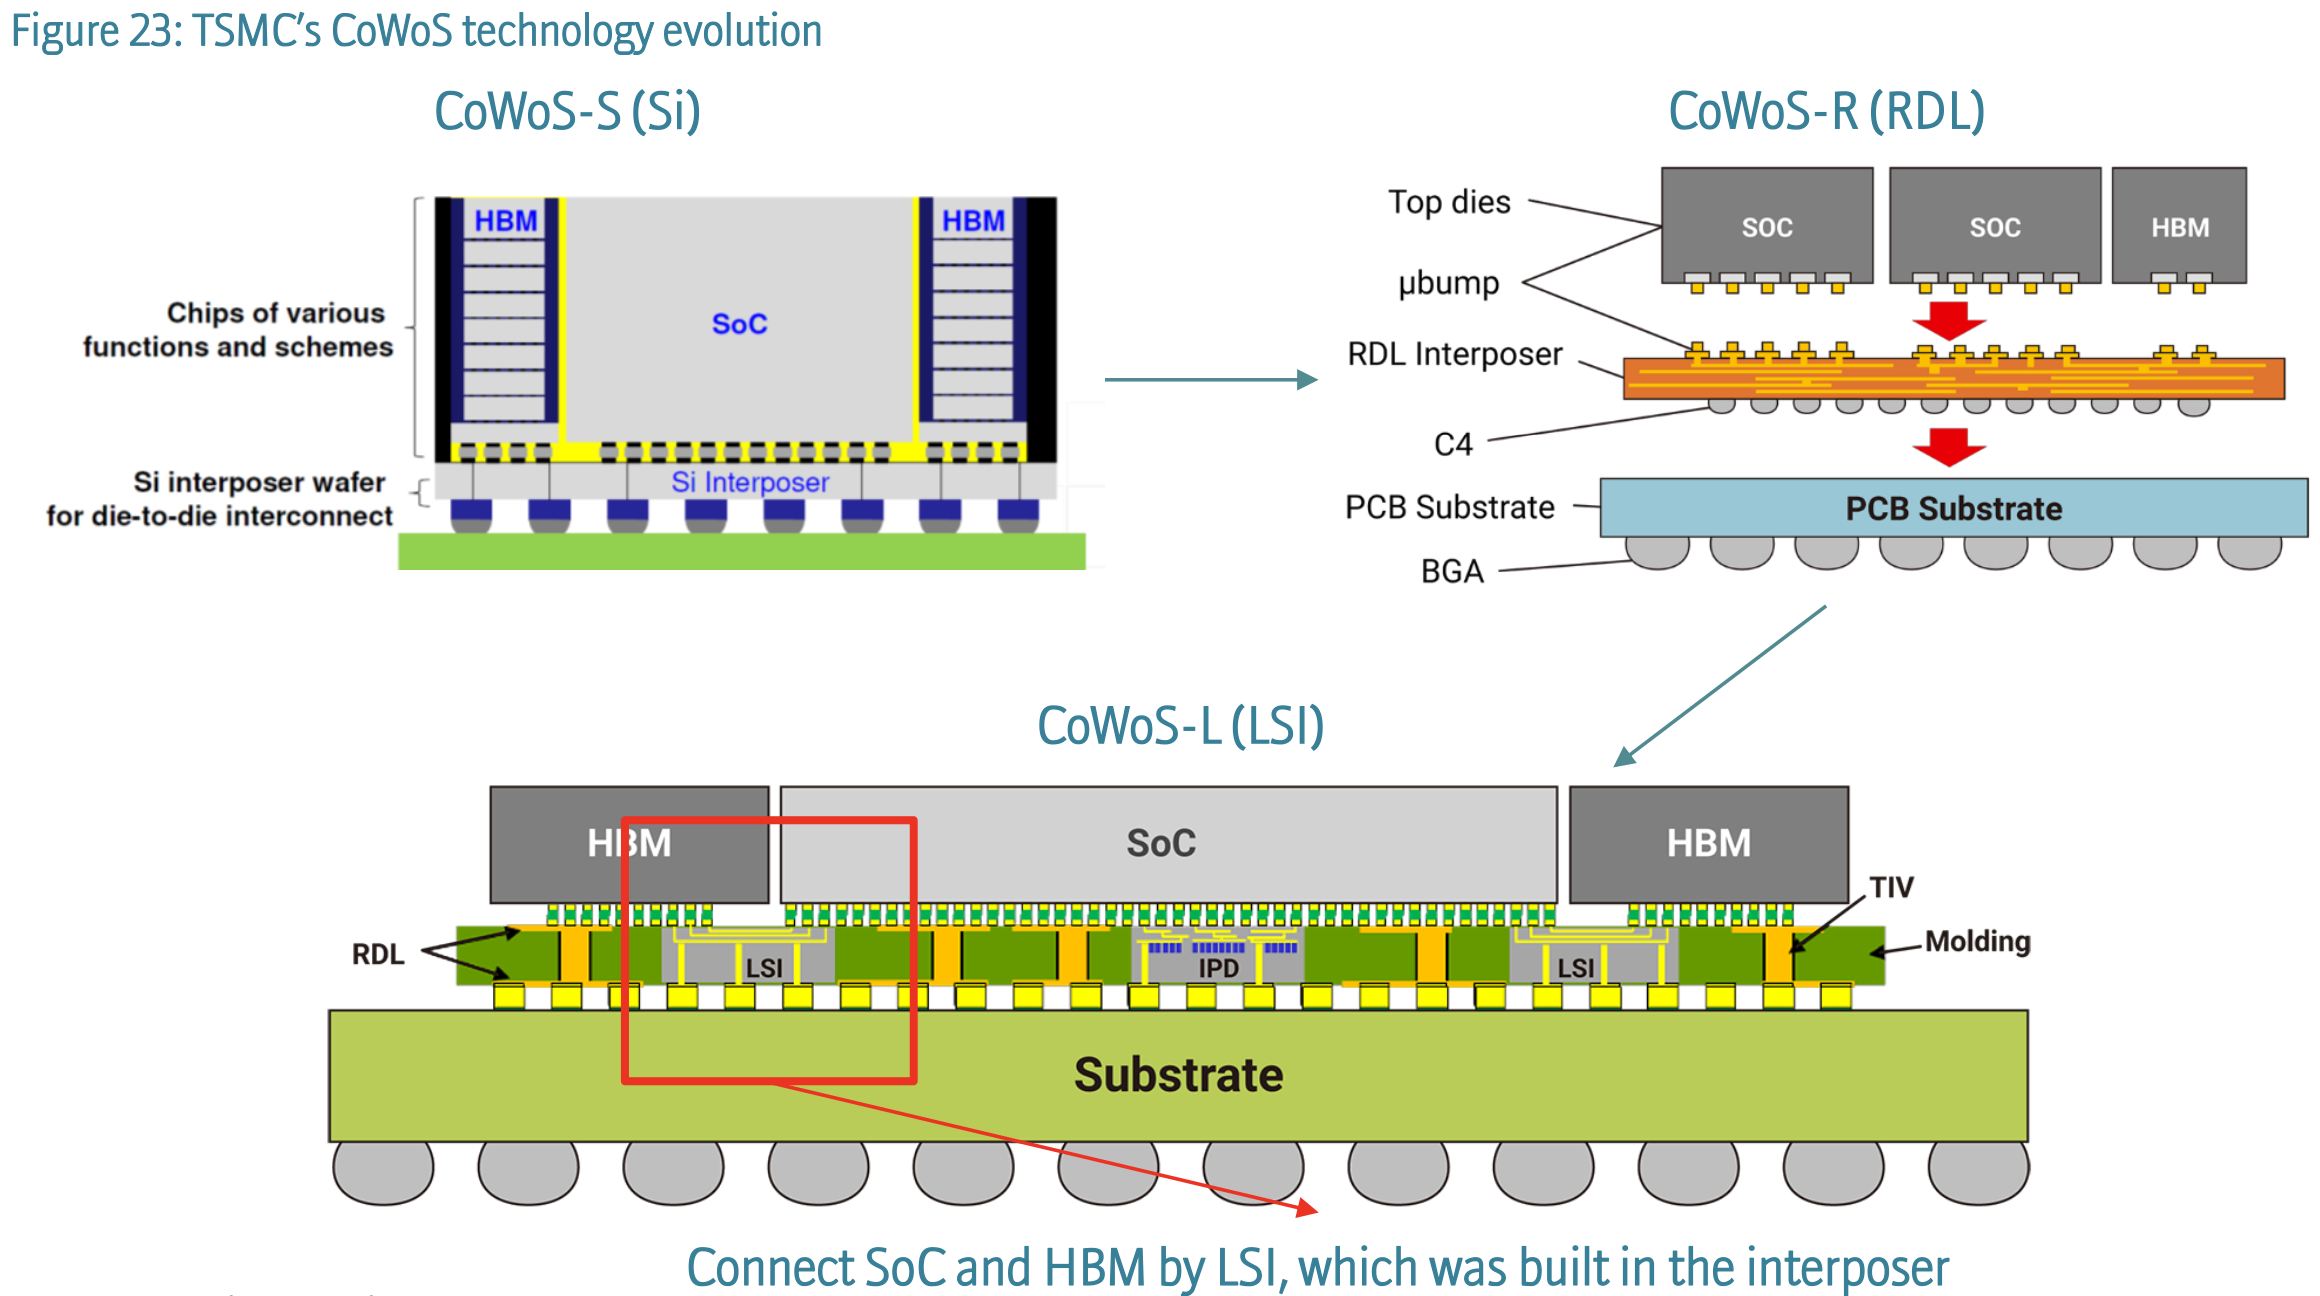 Figure 23: TSMC's CoWoS technology evolution
CoWoS-S (Si)
HBM
HBM
SoC
Chips of various
functions and schemes
Si Interposer
Si interposer wafer
for die-to-die interconnect
CoWoS-R (RDL)
Top dies
SOC
SOC
HBM
µbump
RDL Interposer
C4
PCB Substrate
PCB Substrate
BGA
CoWoS-L (LSI)
HBM
SoC
HBM
TIV
RDL
LSI
IPD
LSI
Molding
Substrate
Connect SoC and HBM by LSI, which was built in the interposer